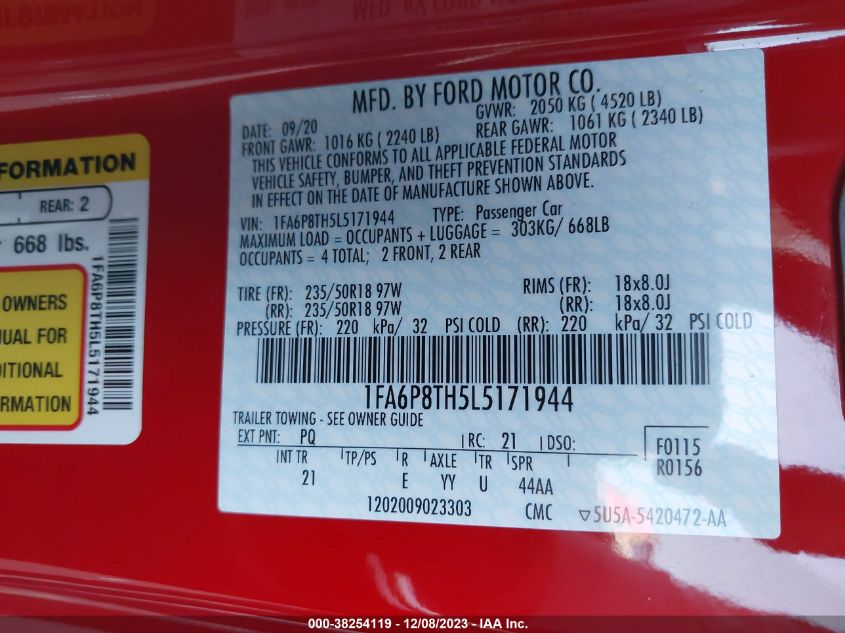 FORMATION
REAR: 2
668 lbs.
OWNERS
UAL FOR
DITIONAL
1FA6P8TH5L5171944
MFD. BY FORD MOTOR CO.
DATE: 09/20 GVWR: 2050 KG ( 4520 LB)
FRONT GAWR: 1016 KG ( 2240 LB) REAR GAWR: 1061 KG ( 2340 LB)
THIS VEHICLE CONFORMS TO ALL APPLICABLE FEDERAL MOTOR
VEHICLE SAFETY, BUMPER, AND THEFT PREVENTION STANDARDS
IN EFFECT ON THE DATE OF MANUFACTURE SHOWN ABOVE.
VIN: 1FA6P8TH5L5171944 TYPE: Passenger Car
MAXIMUM LOAD = OCCUPANTS + LUGGAGE = 303KG/ 668LB
OCCUPANTS = 4 TOTAL; 2 FRONT, 2 REAR
TIRE (FR): 235/50R18 97W RIMS (FR): 18x8.0J
(RR): 235/50R18 97W (RR): 18x8.0J
PRESSURE (FR): 220 kPa/ 32 PSI COLD (RR): 220 kPa/ 32 PSI COLD
1FA6P8TH5L5171944
TRAILER TOWING - SEE OWNER GUIDE
EXT PNT: PQ RC: 21 DSO: F0115
INT TR TP/PS R AXLE TR SPR R0156
21 E YY U 44AA
1202009023303 CMC ▽5U5A-5420472-AA
000-38254119 - 12/08/2023 - IAA Inc.